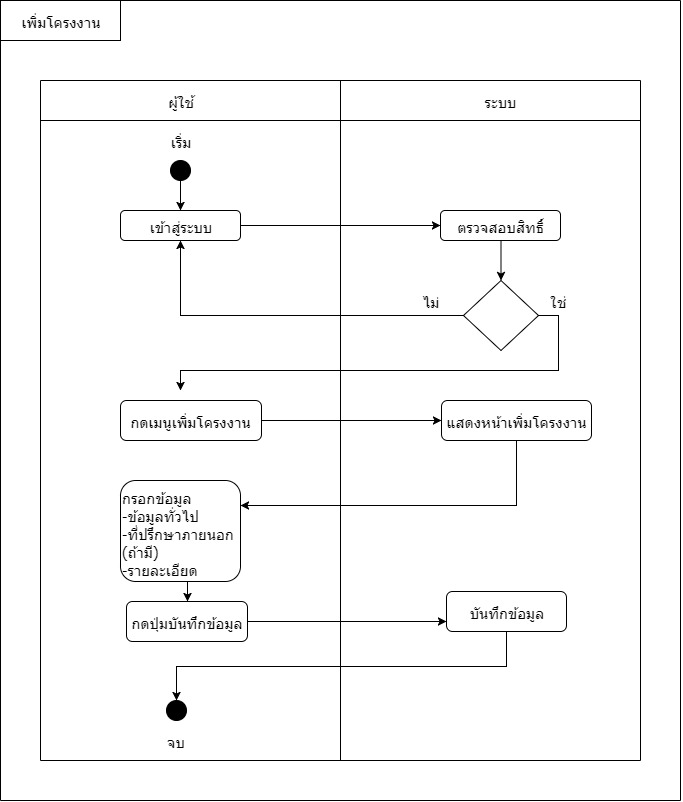 เพิ่มโครงงาน
ผู้ใช้
ระบบ
เริ่ม
เข้าสู่ระบบ
ตรวจสอบสิทธิ์
ไม่
ใช่
กดเมนูเพิ่มโครงงาน
แสดงหน้าเพิ่มโครงงาน
กรอกข้อมูล
-ข้อมูลทั่วไป
-ที่ปรึกษาภายนอก
(ถ้ามี)
-รายละเอียด
กดปุ่มบันทึกข้อมูล
บันทึกข้อมูล
จบ